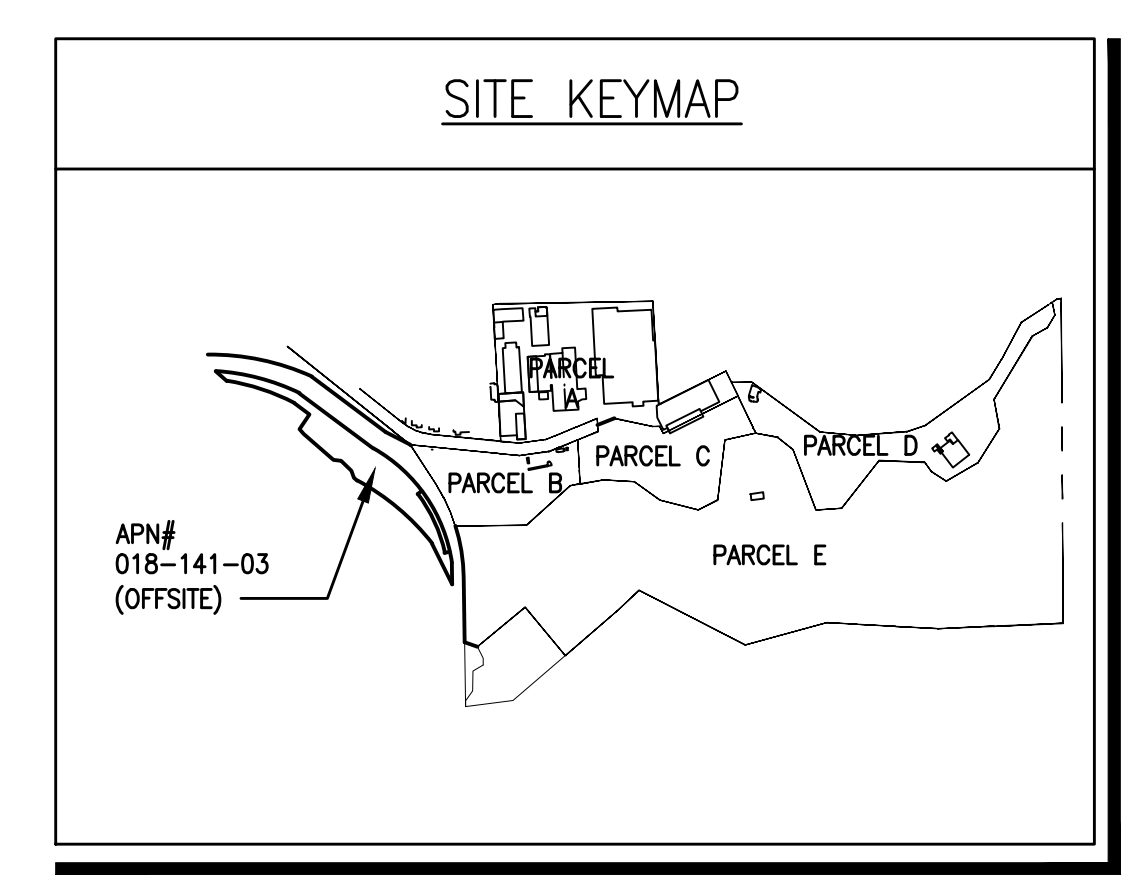 SITE KEYMAP
PARCEL
A
PARCEL B
PARCEL C
PARCEL D
PARCEL E
APN#
018-141-03
(OFFSITE)